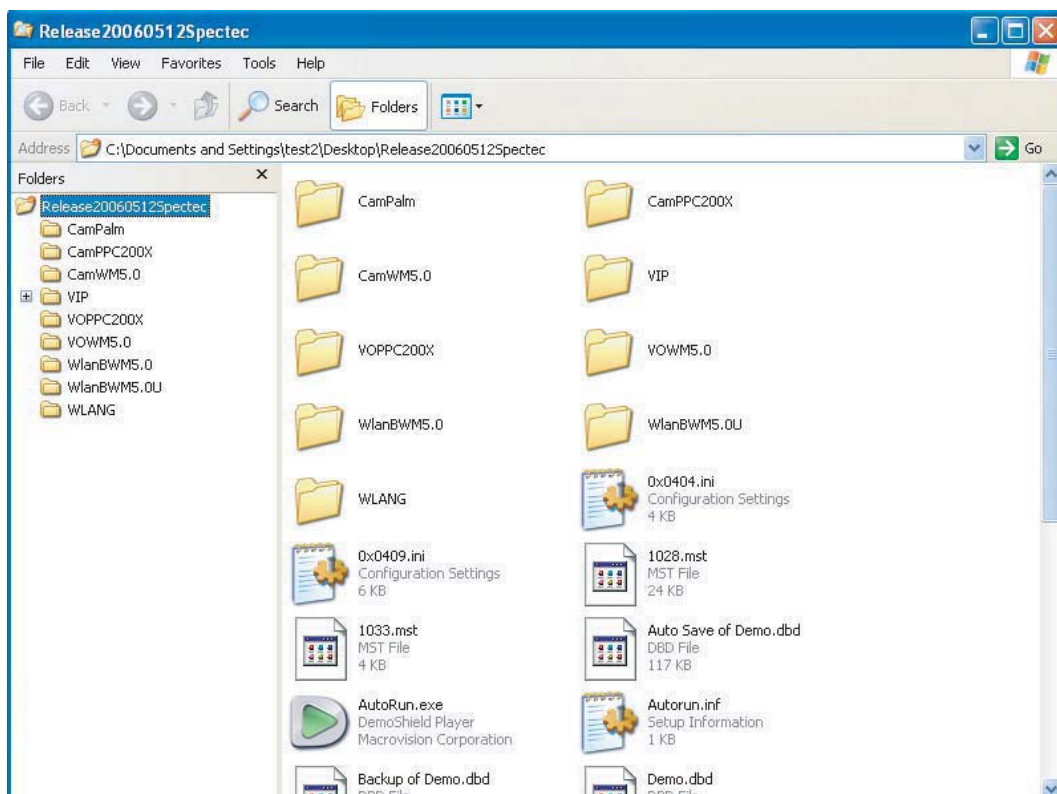 Release20060512Spectec
File Edit View Favorites Tools Help
Back Search Folders
Address C:\Documents and Settings\test2\Desktop\Release20060512Spectec Go
Folders
Release20060512Spectec
CamPalm
CamPPC200X
CamWM5.0
VIP
VOPPC200X
VOWM5.0
WlanBWM5.0
WlanBWM5.0U
WLANG
CamPalm
CamPPC200X
CamWM5.0
VIP
VOPPC200X
VOWM5.0
WlanBWM5.0
WlanBWM5.0U
WLANG
0x0404.ini
Configuration Settings
4 KB
0x0409.ini
Configuration Settings
6 KB
1028.mst
MST File
24 KB
1033.mst
MST File
4 KB
Auto Save of Demo.dbd
DBD File
117 KB
AutoRun.exe
DemoShield Player
Macrovision Corporation
Autorun.inf
Setup Information
1 KB
Backup of Demo.dbd
DBD File
Demo.dbd
DBD File